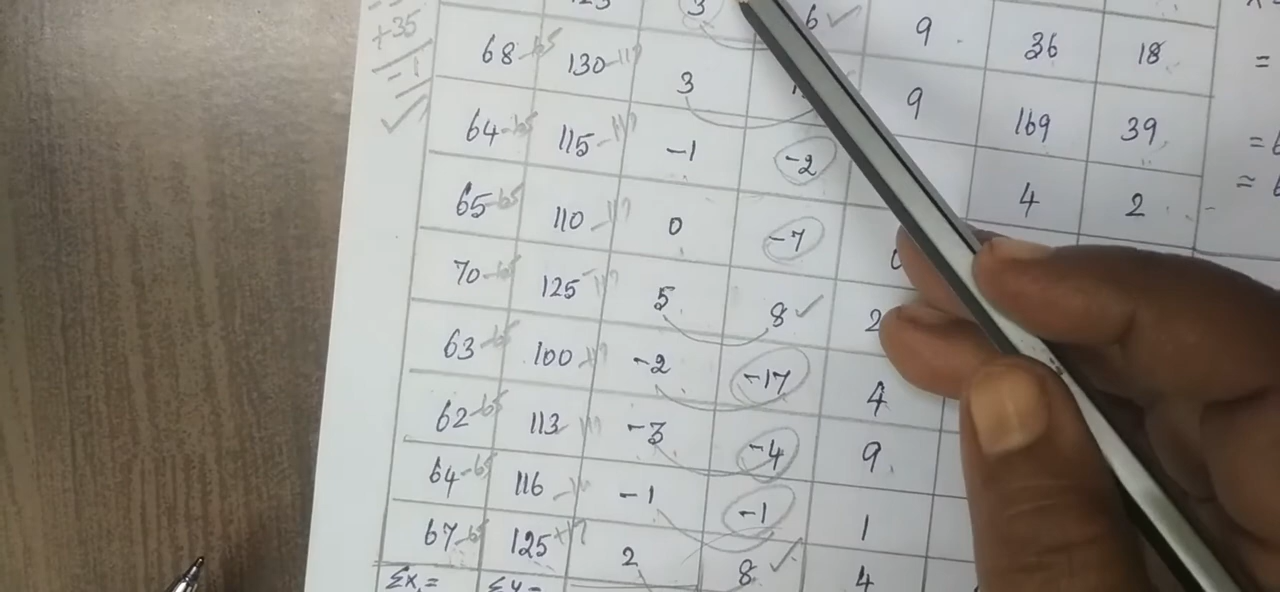 +35
= 1
3 6 ✓ 9 36 18
68-65 130-117 3 9 169 39
64-65 115-117 -1 -2 4 2
65-65 110-117 0 -7
70-65 125-117 5 8 ✓ 2
63-65 100-117 -2 -17 4
62-65 113-117 -3 -4 9
64-65 116-117 -1 -1 1
67-65 125-117 2 8 ✓ 4
Σx₁= Σy=
=
=
≈